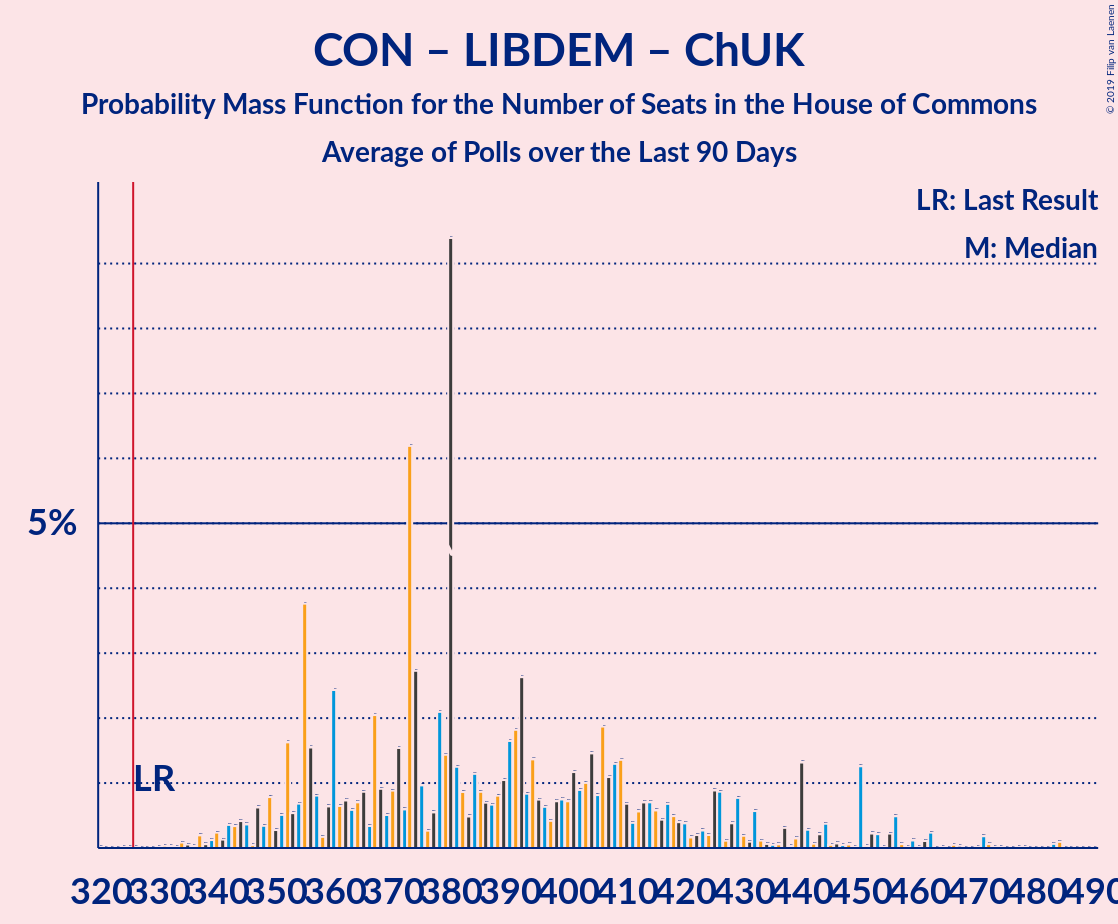 CON – LIBDEM – ChUK
Probability Mass Function for the Number of Seats in the House of Commons
Average of Polls over the Last 90 Days
© 2019 Filip van Laenen
LR: Last Result
M: Median
5%
LR
320 330 340 350 360 370 380 390 400 410 420 430 440 450 460 470 480 490